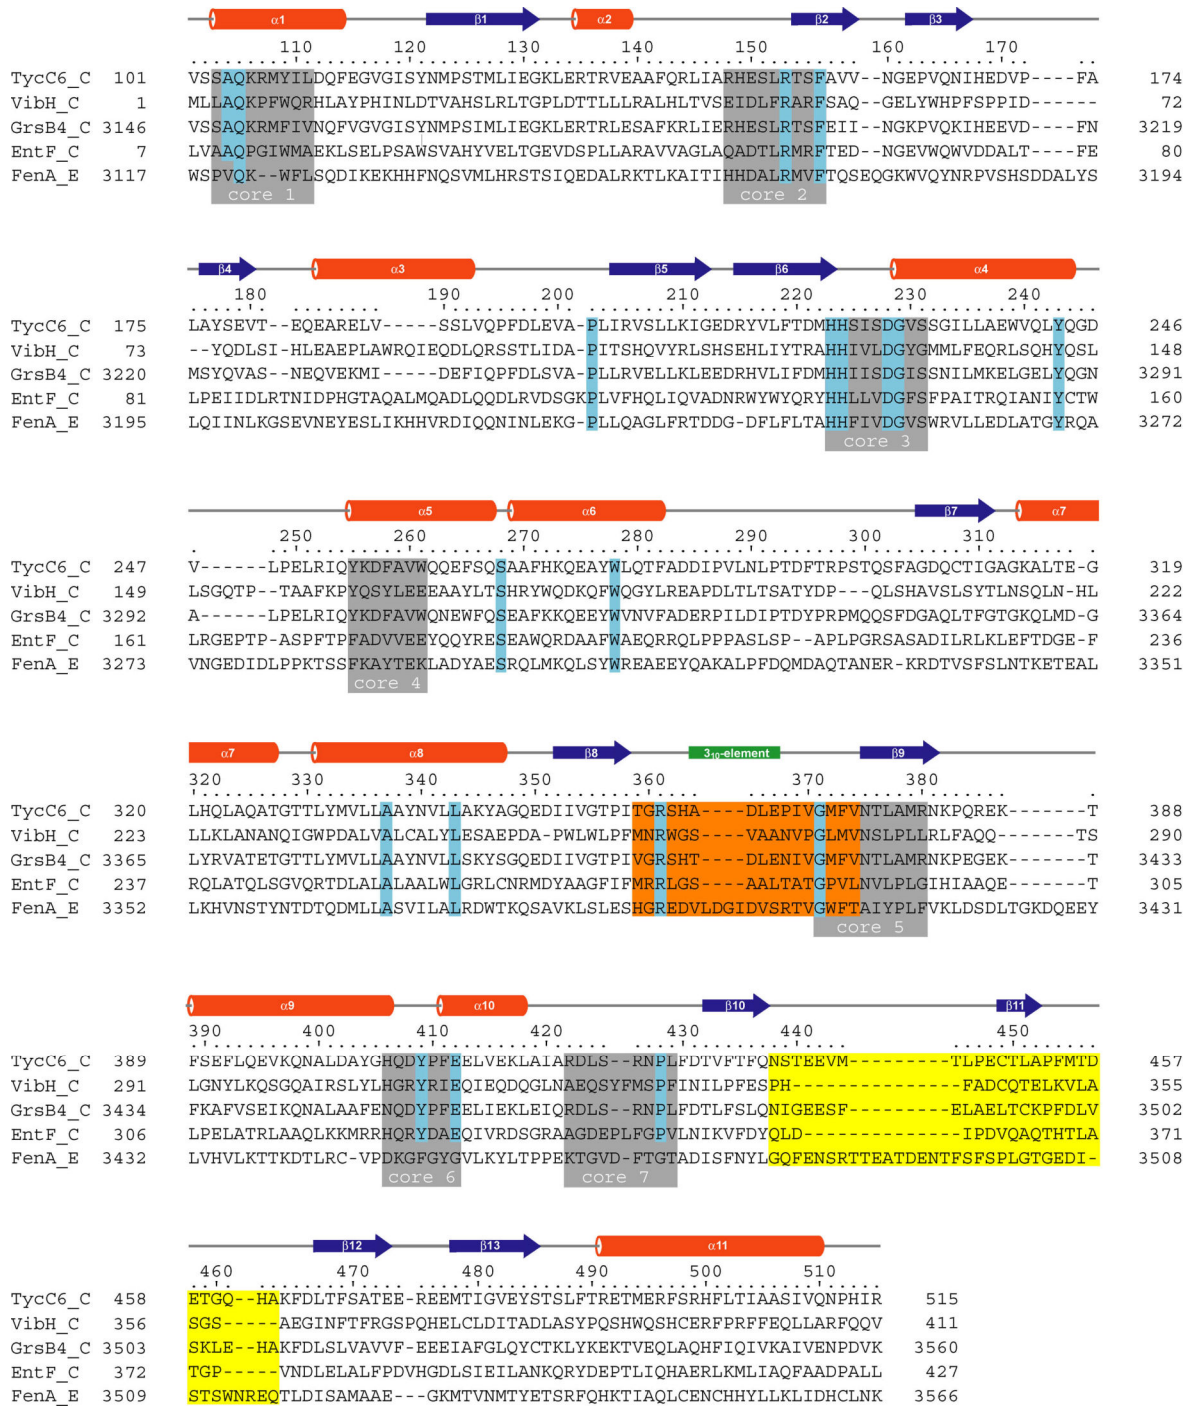 α1 β1 α2 β2 β3
110 120 130 140 150 160 170
TycC6_C 101 VSSAQKRMYILDQFEGVGISYNMPSTMLIEGKLERTRVEAAFQRLIARHESLRTSFAVV--NGEPVQNIHEDVP-----FA 174
VibH_C 1 MLLAQKPFWQRHLAYPHINLDTVAHSLRLTGPLDTTLLLRALHLTVSEIDLFRARFSAQ--GELYWHPFSPPID------- 72
GrsB4_C 3146 VSSAQKRMFIVNQFVGVGISYNMPSIMLIEGKLERTRLESAFKRLIERHESLRTSFEII--NGKPVQKIHEEVD-----FN 3219
EntF_C 7 LVAAQPGIWMAEKLSELPSAWSVAHYVELTGEVDSPLLARAVVAGLAQADTLRMRFTED--NGEVWQWVDDALT----FE 80
FenA_E 3117 WSPVQK--WFLSQDIKEKHHFNQSVMLHRSTSIQEDALRKTLKAITIHHDALRMVFTQSEQGKWVQYNRPVSHSDDALYS 3194
core 1 core 2
β4 α3 β5 β6 α4
180 190 200 210 220 230 240
TycC6_C 175 LAYSEVT--EQEARELV-----SSLVQPFDLEVA-PLIRVSLLKIGEDRYVLFTDMHHSISDGVSSGILLAEWVQLYQGD 246
VibH_C 73 --YQDLSI-HLEAEPLAWRQIEQDLQRSSTLIDA-PITSHQVYRLSHSEHLIYTRAHHIVLDGYGMMLFEQRLSQHYQSL 148
GrsB4_C 3220 MSYQVAS--NEQVEKMI-----DEFIQPFDLSVA-PLLRVELLKLEEDRHVLIFDMHHIISDGISSNILMKELGELYQGN 3291
EntF_C 81 LPEIIDLRTNIDPHGTAQALMQADLQQDLRVDSGKPLVFHQLIQVADNRWYWYQRYHHLLVDGFSFPAITRQIANIYCTW 160
FenA_E 3195 LQIINLKGSEVNEYESLIKHHVRDIQQNINLEKG-PLLQAGLFRTDDG-DFLFLTAHHFIVDGVSWRVLLEDLATGYRQA 3272
core 3
α5 α6 β7 α7
250 260 270 280 290 300 310
TycC6_C 247 V------LPELRIQYKDFAVWQQEFSQSAAFHKQEAYWLQTFADDIPVLNLPTDFTRPSTQSFAGDQCTIGAGKALTE-G 319
VibH_C 149 LSGQTP--TAAFKPYQSYLEEEAAYLTSHRYWQDKQFWQGYLREAPDLTLTSATYDP--QLSHAVSLSYTLNSQLN-HL 222
GrsB4_C 3292 A------LPELRIQYKDFAVWQNEWFQSEAFKKQEEYWVNVFADERPILDIPTDYPRPMQQSFDGAQLTFGTGKQLMD-G 3364
EntF_C 161 LRGEPTP-ASPFTPFADVVEEYQQYRESEAWQRDAAFWAEQRRQLPPPASLSP--APLPGRSASADILRLKLEFTDGE-F 236
FenA_E 3273 VNGEDIDLPPKTSSFKAYTEKLADYAESRQLMKQLSYWREAEEYQAKALPFDQMDAQTANER-KRDTVSFSLNTKETEAL 3351
core 4
α7 α8 β8 3₁₀-element β9
320 330 340 350 360 370 380
TycC6_C 320 LHQLAQATGTTLYMVLLAAYNVLLAKYAGQEDIIVGTPITGRSHA----DLEPIVGMFVNTLAMRNKPQREK-------T 388
VibH_C 223 LLKLANANQIGWPDALVALCALYLESAEPDA-PWLWLPFMNRWGS----VAANVPGLMVNSLPLLRLFAQQ------TS 290
GrsB4_C 3365 LYRVATETGTTLYMVLLAAYNVLLSKYSGQEDIIVGTPIVGRSHT----DLENIVGMFVNTLAMRNKPEGEK-------T 3433
EntF_C 237 RQLATQLSGVQRTDLALALAALWLGRLCNRMDYAAGFIFMRRLGS----AALTATGPVLNVLPLGIHIAAQE-------T 305
FenA_E 3352 LKHVNSTYNTDTQDMLLASVILALRDWTKQSAVKLSLESHGREDVLDGIDVSRTVGWFTAIYPLFVKLDSDLTGKDQEEY 3431
core 5
α9 α10 β10 β11
390 400 410 420 430 440 450
TycC6_C 389 FSEFLQEVKQNALDAYGHQDYPFEELVEKLAIARDLS--RNPLFDTVFTFQNSTEEVM---------TLPECTLAPFMTD 457
VibH_C 291 LGNYLKQSGQAIRSLYLHGRYRIEQIEQDQGLNAEQSYFMSPFINILPFESPH------------FADCQTELKVLA 355
GrsB4_C 3434 FKAFVSEIKQNALAAFENQDYPFEELIEKLEIQRDLS--RNPLFDTLFSLQNIGEESF---------ELAELTCKPFDLV 3502
EntF_C 306 LPELATRLAAQLKKMRRHQRYDAEQIVRDSGRAAGDEPLFGPVLNIKVFDYQLD------------IPDVQAQTHTLA 371
FenA_E 3432 LVHVLKTTKDTLRC-VPDKGFGYGVLKYLTPPEKTGVD-FTGTADISFNYLGQFENSRTTEATDENTFSFSPLGTGEDI- 3508
core 6 core 7
β12 β13 α11
460 470 480 490 500 510
TycC6_C 458 ETGQ--HAKFDLTFSATEE-REEMTIGVEYSTSLFTRETMERFSRHFLTIAASIVQNPHIR 515
VibH_C 356 SGS-----AEGINFTFRGSPQHELCLDITADLASYPQSHWQSHCERFPRFFEQLLARFQQV 411
GrsB4_C 3503 SKLE--HAKFDLSLVAVVF-EEEIAFGLQYCTKLYKEKTVEQLAQHFIQIVKAIVENPDVK 3560
EntF_C 372 TGP-----VNDLELALFPDVHGDLSIEILANKQRYDEPTLIQHAERLKMLIAQFAADPALL 427
FenA_E 3509 STSWNREQTLDISAMAAE---GKMTVNMTYETSRFQHKTIAQLCENCHHYLLKLIDHCLNK 3566